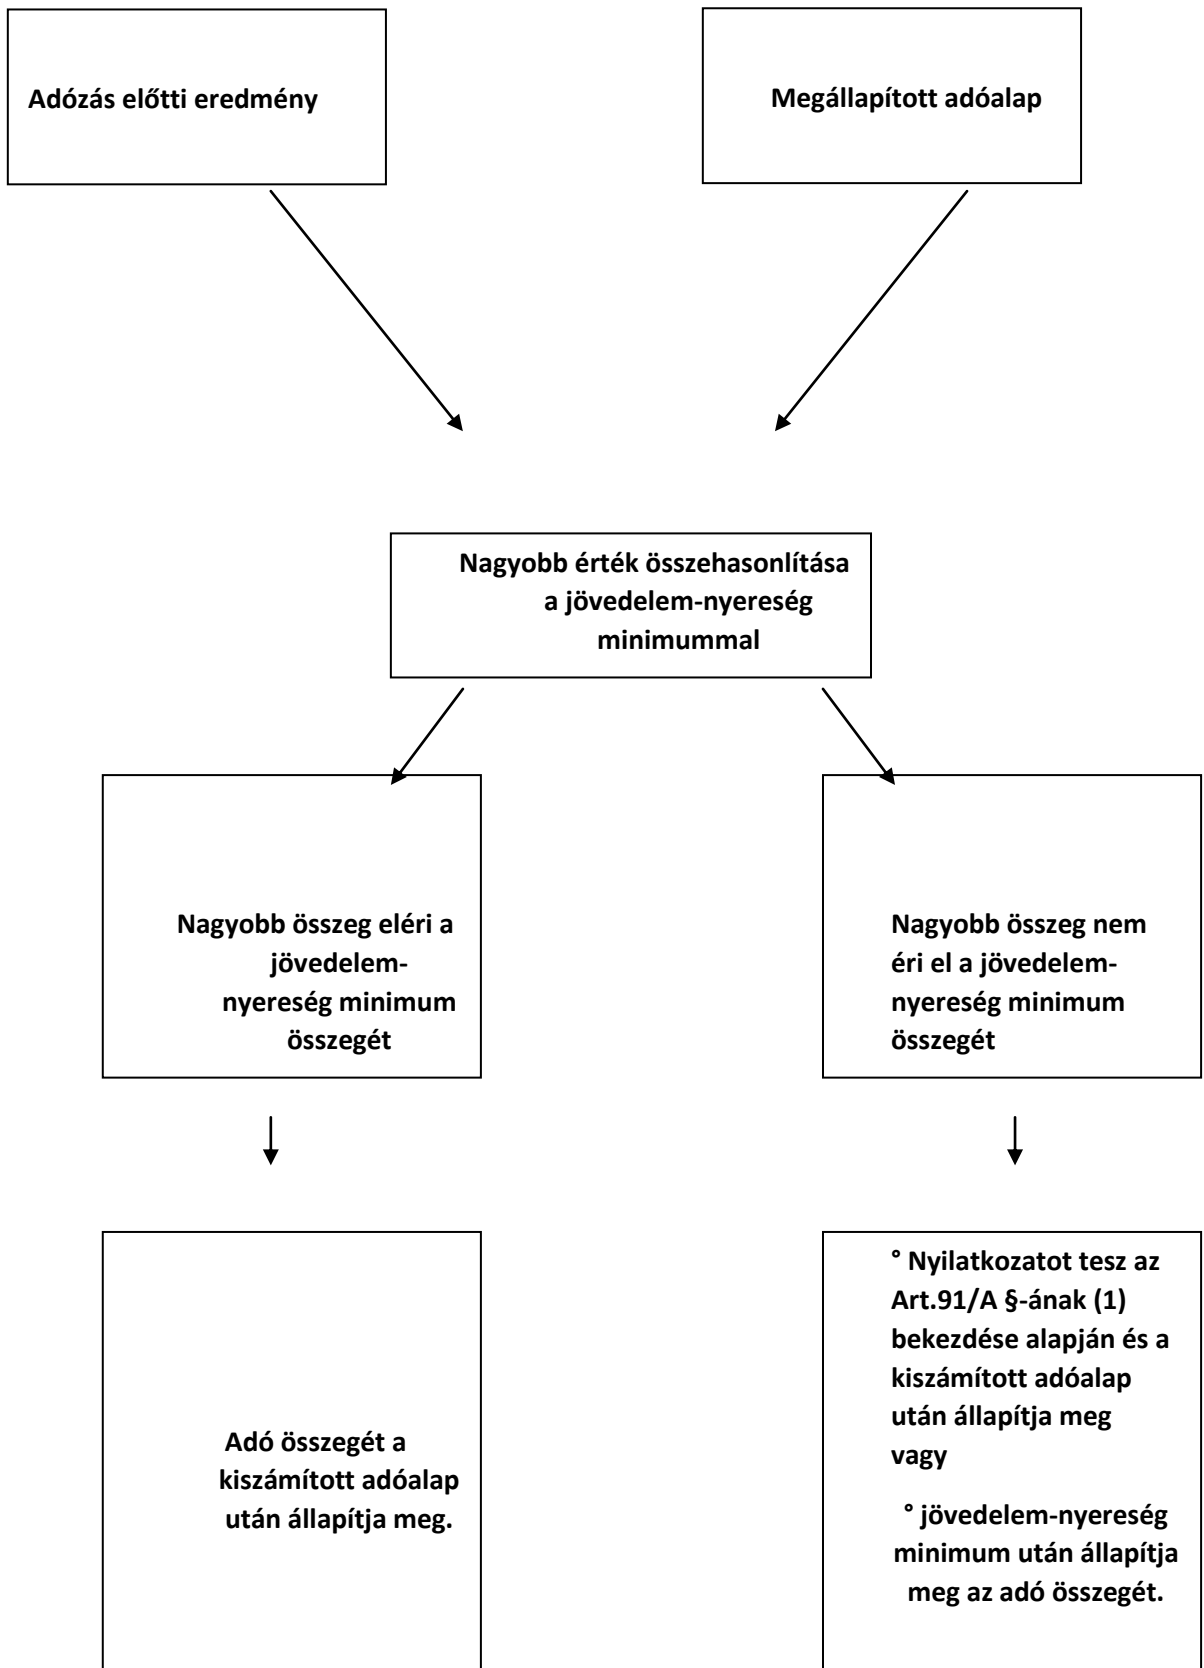 Adózás előtti eredmény
Megállapított adóalap
Nagyobb érték összehasonlítása
a jövedelem-nyereség
minimummal
Nagyobb összeg eléri a
jövedelem-
nyereség minimum
összegét
Nagyobb összeg nem
éri el a jövedelem-
nyereség minimum
összegét
Adó összegét a
kiszámított adóalap
után állapítja meg.
° Nyilatkozatot tesz az
Art.91/A §-ának (1)
bekezdése alapján és a
kiszámított adóalap
után állapítja meg
vagy
° jövedelem-nyereség
minimum után állapítja
meg az adó összegét.